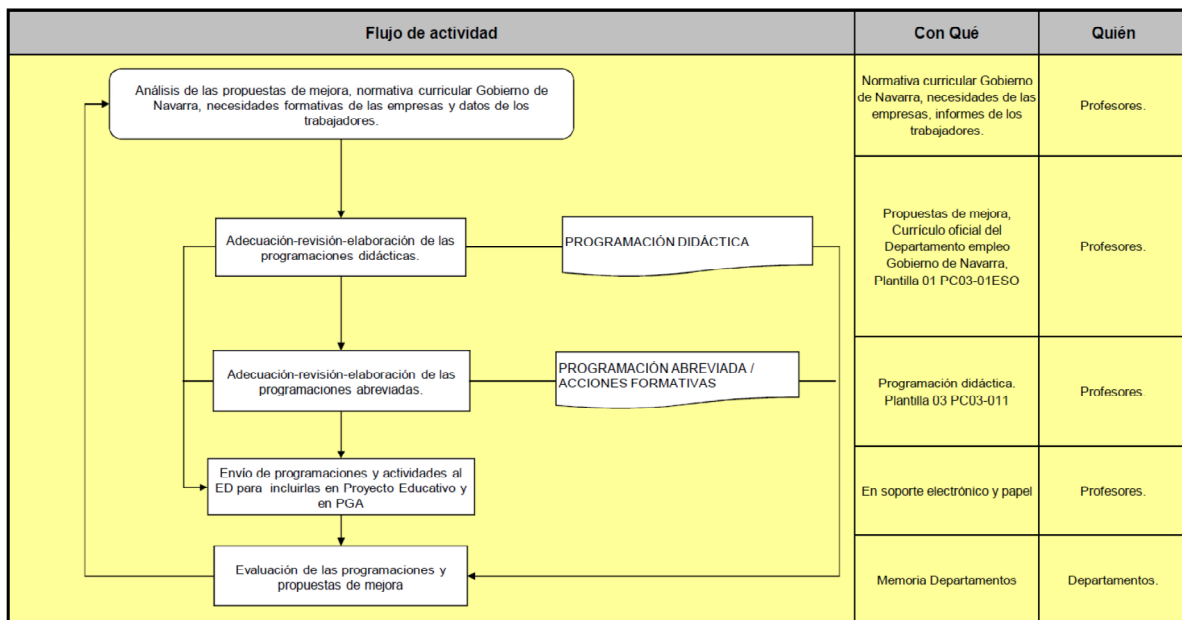 Flujo de actividad
Con Qué
Quién
Análisis de las propuestas de mejora, normativa curricular Gobierno de
Navarra, necesidades formativas de las empresas y datos de los
trabajadores.
Normativa curricular Gobierno
de Navarra, necesidades de las
empresas, informes de los
trabajadores.
Profesores.
Adecuación-revisión-elaboración de las
programaciones didácticas.
PROGRAMACIÓN DIDÁCTICA
Propuestas de mejora,
Currículo oficial del
Departamento empleo
Gobierno de Navarra,
Plantilla 01 PC03-01ESO
Profesores.
Adecuación-revisión-elaboración de las
programaciones abreviadas.
PROGRAMACIÓN ABREVIADA /
ACCIONES FORMATIVAS
Programación didáctica.
Plantilla 03 PC03-011
Profesores.
Envío de programaciones y actividades al
ED para incluirlas en Proyecto Educativo y
en PGA
En soporte electrónico y papel
Profesores.
Evaluación de las programaciones y
propuestas de mejora
Memoria Departamentos
Departamentos.